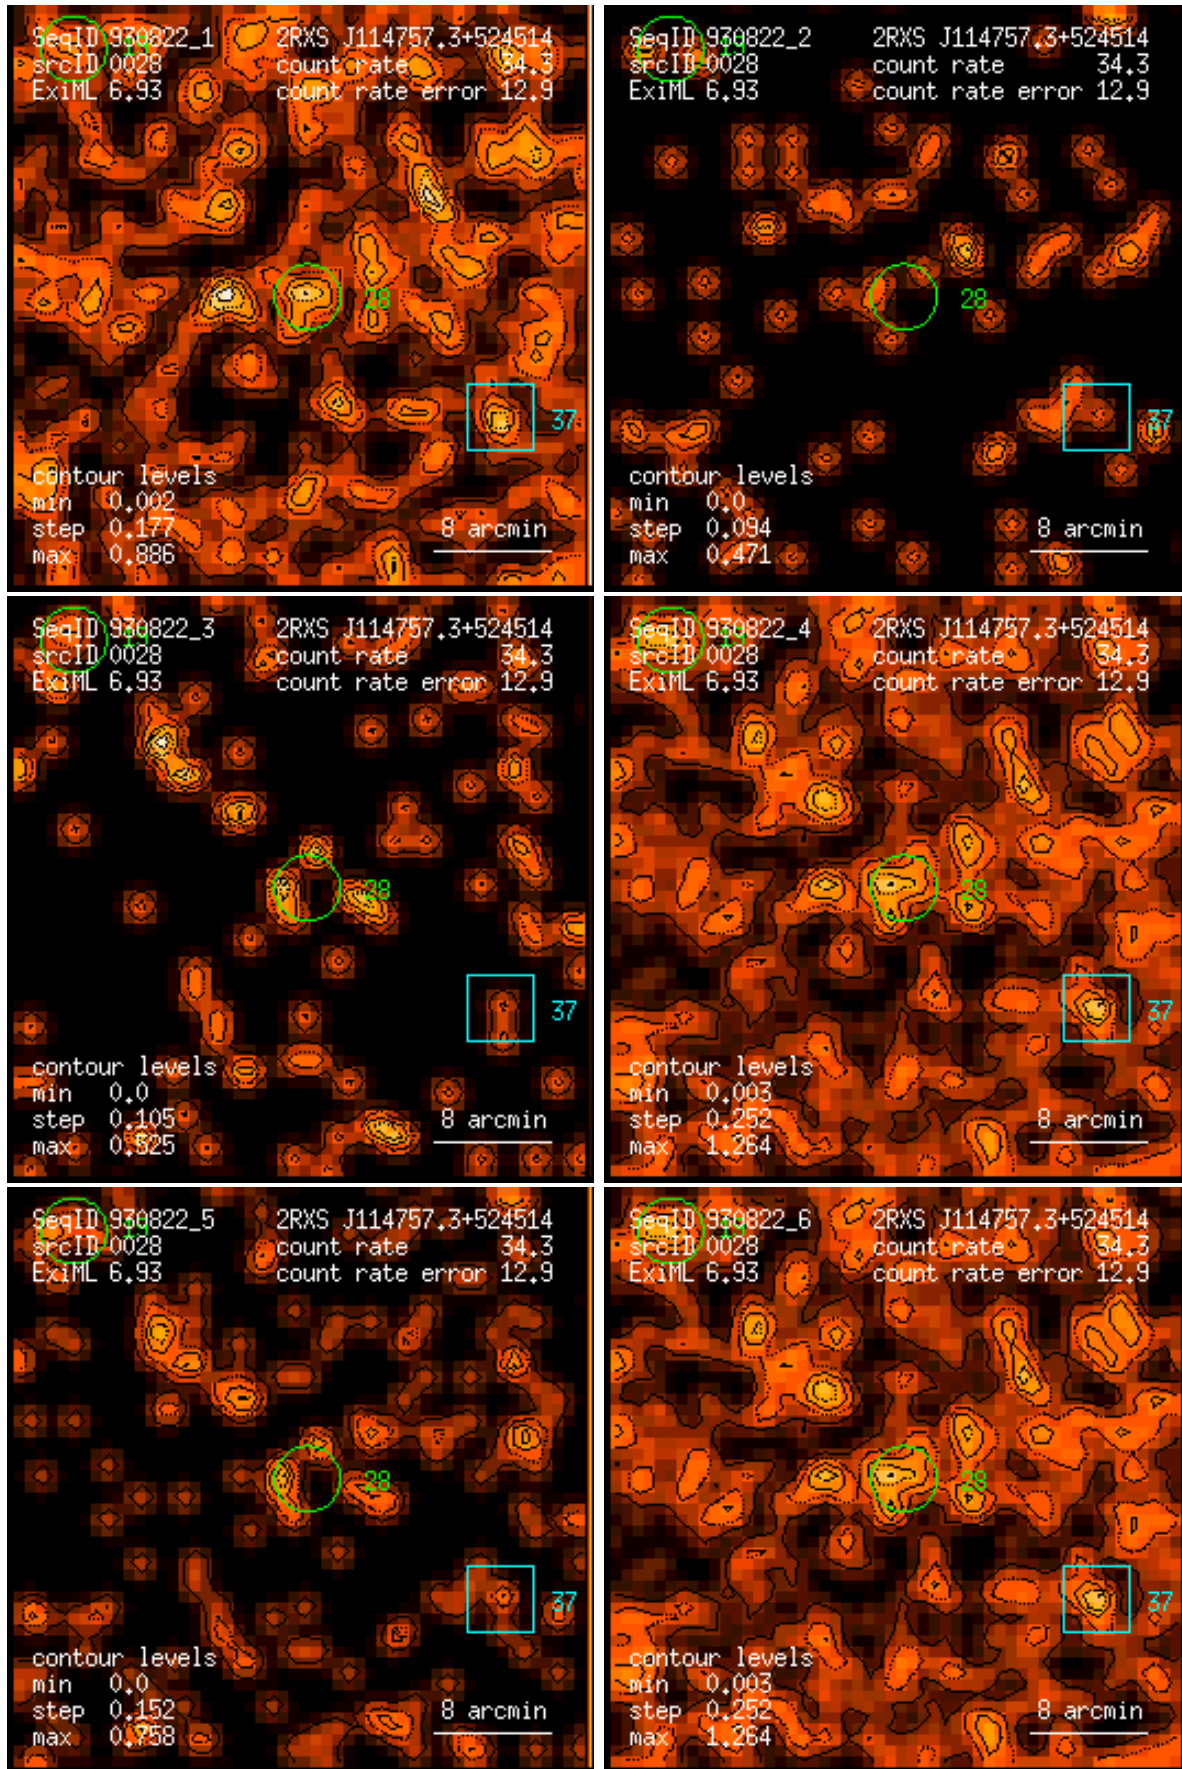 SeqID 930822_1 2RXS J114757.3+524514
srcID 0028 count rate 34.3
ExiML 6.93 count rate error 12.9
28
37
contour levels
min 0.002
step 0.177
max 0.886
8 arcmin
SeqID 930822_2 2RXS J114757.3+524514
srcID 0028 count rate 34.3
ExiML 6.93 count rate error 12.9
28
37
contour levels
min 0.0
step 0.094
max 0.471
8 arcmin
SeqID 930822_3 2RXS J114757.3+524514
srcID 0028 count rate 34.3
ExiML 6.93 count rate error 12.9
28
37
contour levels
min 0.0
step 0.105
max 0.525
8 arcmin
SeqID 930822_4 2RXS J114757.3+524514
srcID 0028 count rate 34.3
ExiML 6.93 count rate error 12.9
28
37
contour levels
min 0.003
step 0.252
max 1.264
8 arcmin
SeqID 930822_5 2RXS J114757.3+524514
srcID 0028 count rate 34.3
ExiML 6.93 count rate error 12.9
28
37
contour levels
min 0.0
step 0.152
max 0.758
8 arcmin
SeqID 930822_6 2RXS J114757.3+524514
srcID 0028 count rate 34.3
ExiML 6.93 count rate error 12.9
28
37
contour levels
min 0.003
step 0.252
max 1.264
8 arcmin